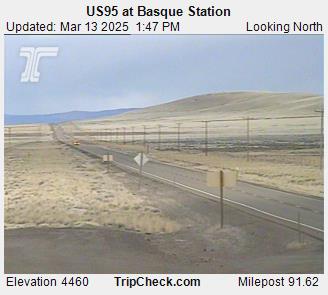 US95 at Basque Station
Updated: Mar 13 2025 1:47 PM Looking North
Elevation 4460 TripCheck.com Milepost 91.62